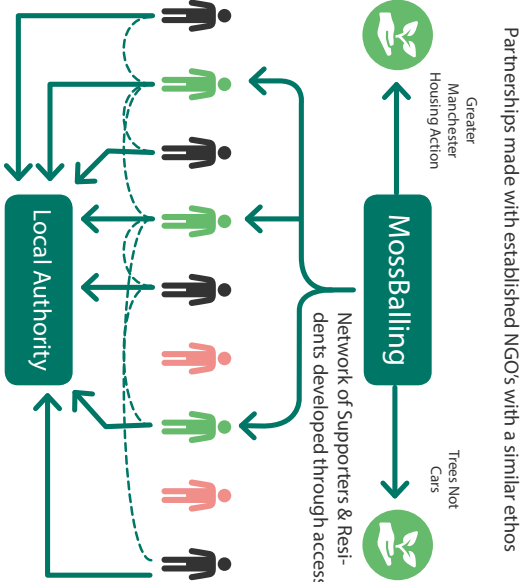 Partnerships made with established NGO's with a similar ethos
Greater
Manchester
Housing Action
MossBalling
Trees Not
Cars
Network of Supporters & Resi-
dents developed through access
Local Authority